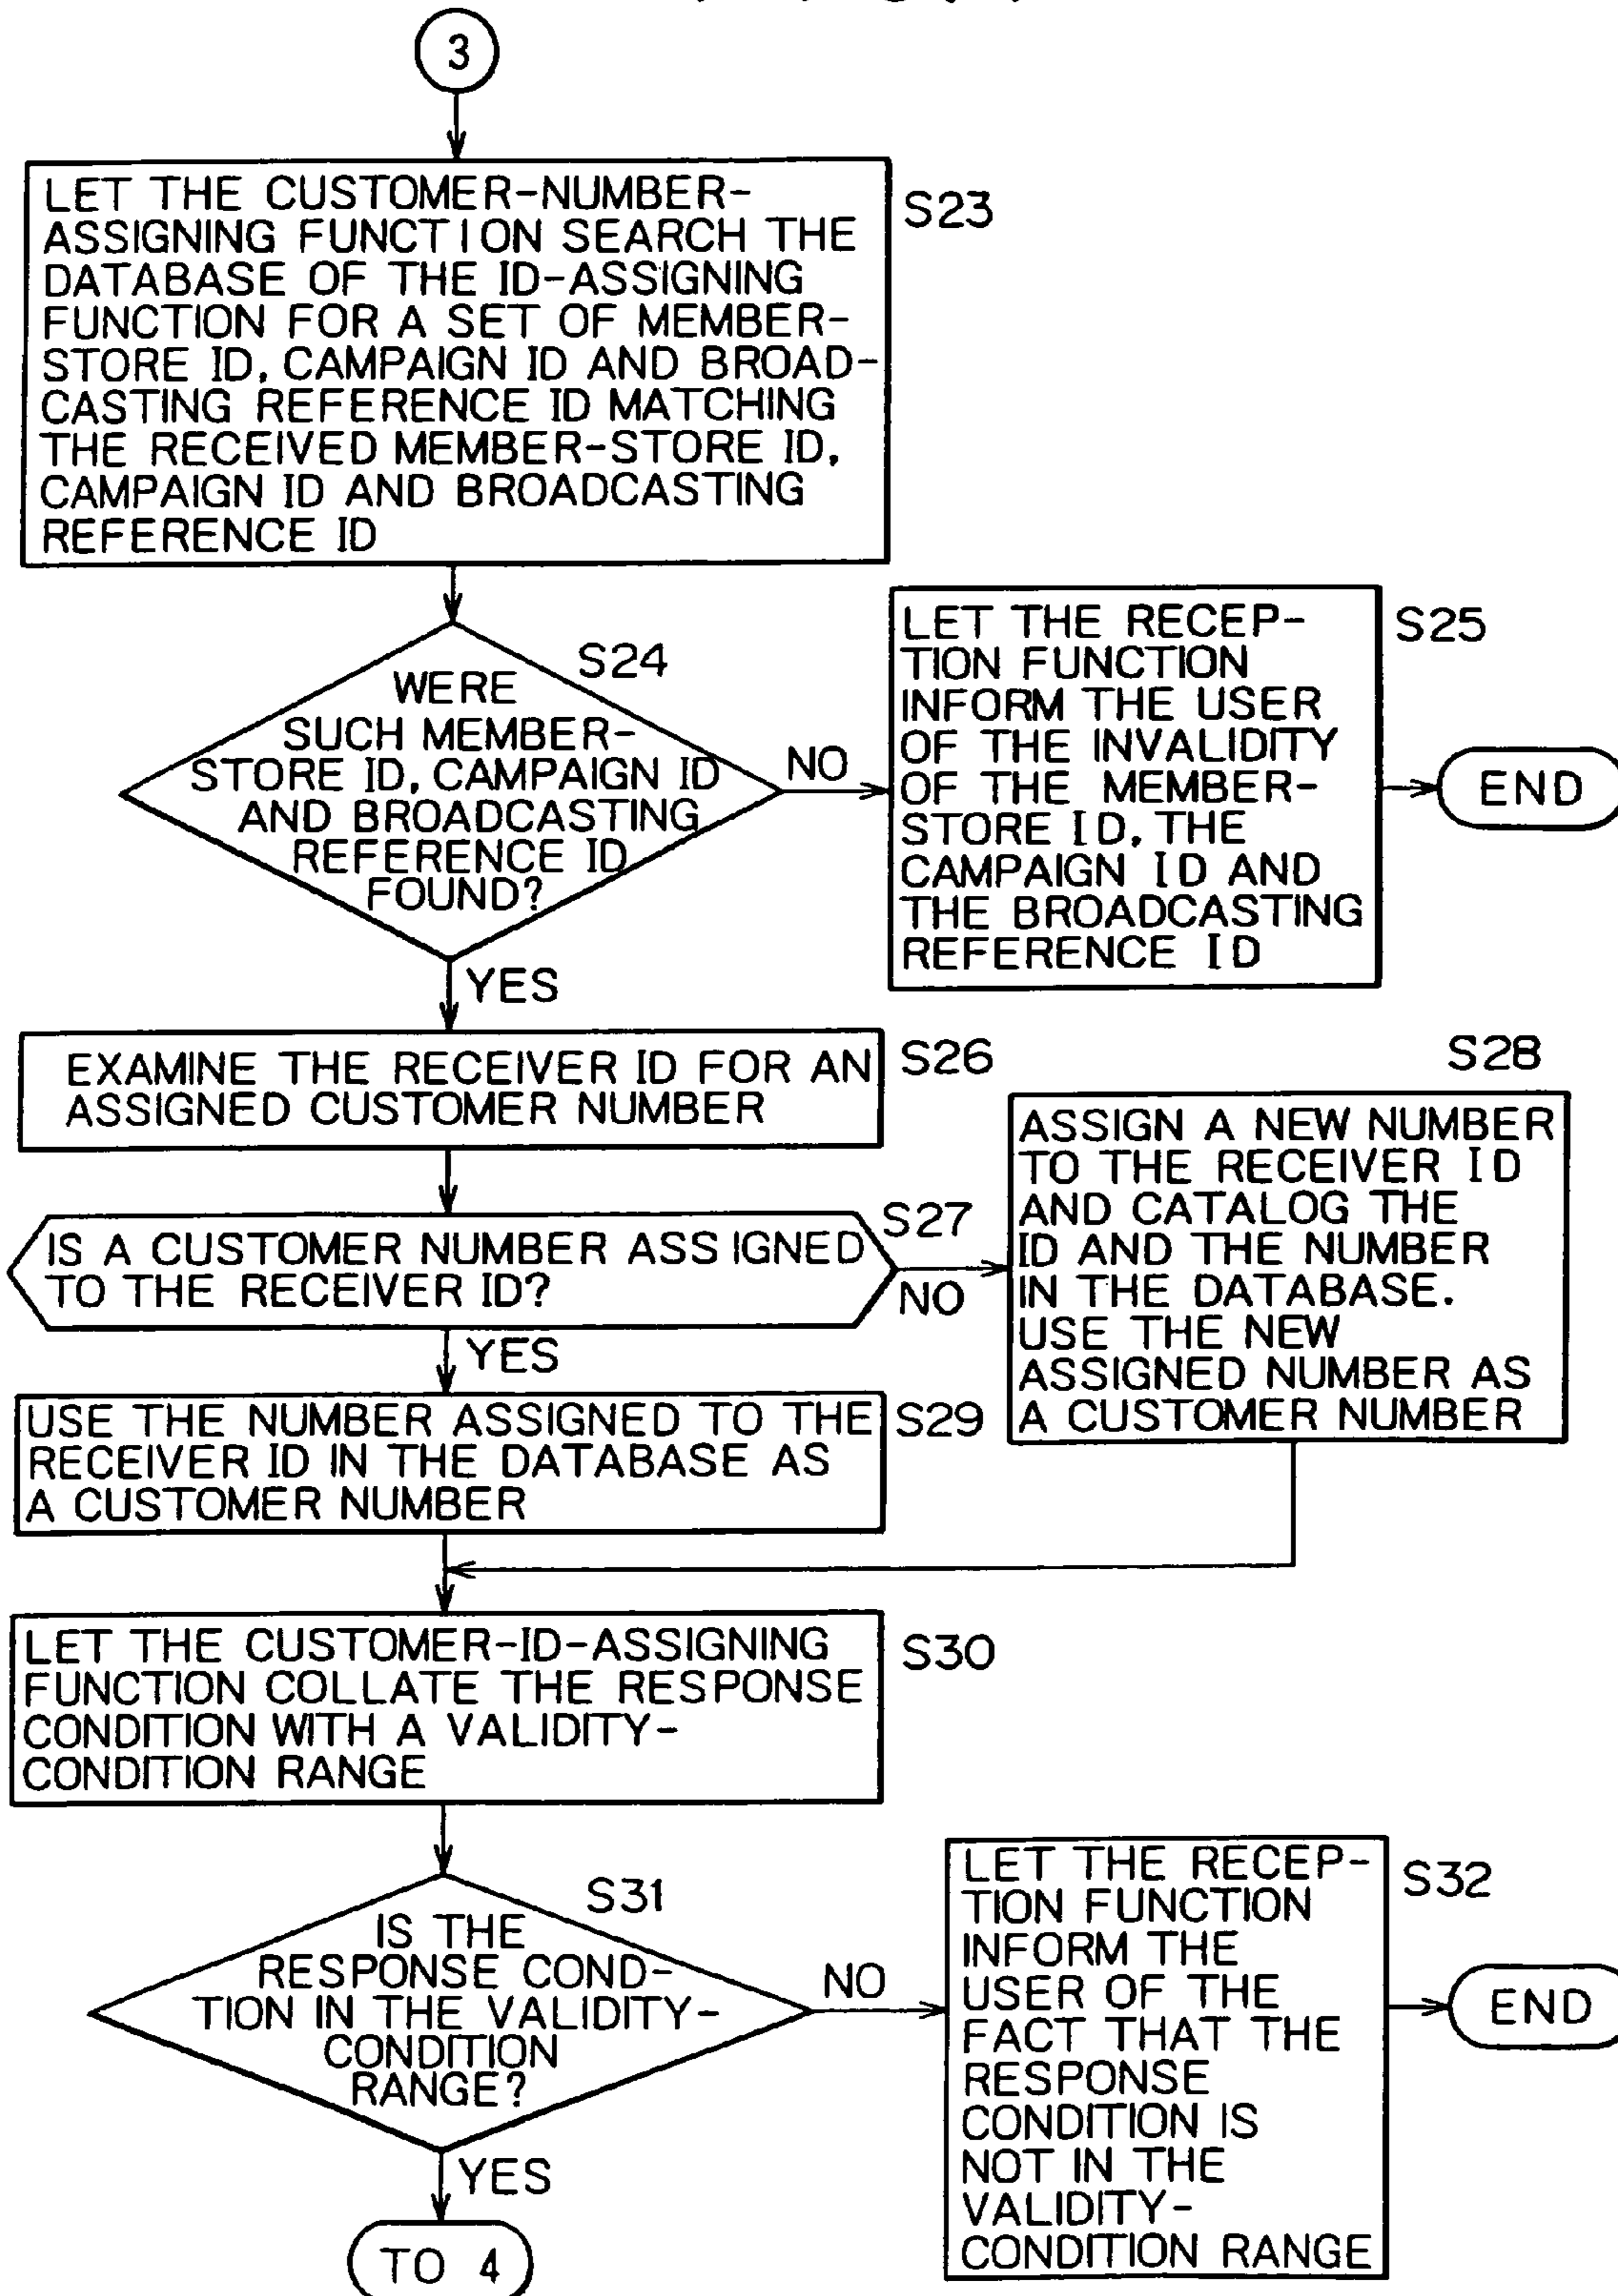 3
LET THE CUSTOMER-NUMBER-
ASSIGNING FUNCTION SEARCH THE
DATABASE OF THE ID-ASSIGNING
FUNCTION FOR A SET OF MEMBER-
STORE ID, CAMPAIGN ID AND BROAD-
CASTING REFERENCE ID MATCHING
THE RECEIVED MEMBER-STORE ID,
CAMPAIGN ID AND BROADCASTING
REFERENCE ID
S23
S24
WERE
SUCH MEMBER-
STORE ID, CAMPAIGN ID
AND BROADCASTING
REFERENCE ID
FOUND?
NO
YES
LET THE RECEP-
TION FUNCTION
INFORM THE USER
OF THE INVALIDITY
OF THE MEMBER-
STORE ID, THE
CAMPAIGN ID AND
THE BROADCASTING
REFERENCE ID
S25
END
EXAMINE THE RECEIVER ID FOR AN
ASSIGNED CUSTOMER NUMBER
S26
IS A CUSTOMER NUMBER ASSIGNED
TO THE RECEIVER ID?
S27
NO
YES
S28
ASSIGN A NEW NUMBER
TO THE RECEIVER ID
AND CATALOG THE
ID AND THE NUMBER
IN THE DATABASE.
USE THE NEW
ASSIGNED NUMBER AS
A CUSTOMER NUMBER
USE THE NUMBER ASSIGNED TO THE
RECEIVER ID IN THE DATABASE AS
A CUSTOMER NUMBER
S29
LET THE CUSTOMER-ID-ASSIGNING
FUNCTION COLLATE THE RESPONSE
CONDITION WITH A VALIDITY-
CONDITION RANGE
S30
S31
IS THE
RESPONSE COND-
TION IN THE VALIDITY-
CONDITION
RANGE?
NO
YES
LET THE RECEP-
TION FUNCTION
INFORM THE
USER OF THE
FACT THAT THE
RESPONSE
CONDITION IS
NOT IN THE
VALIDITY-
CONDITION RANGE
S32
END
TO 4